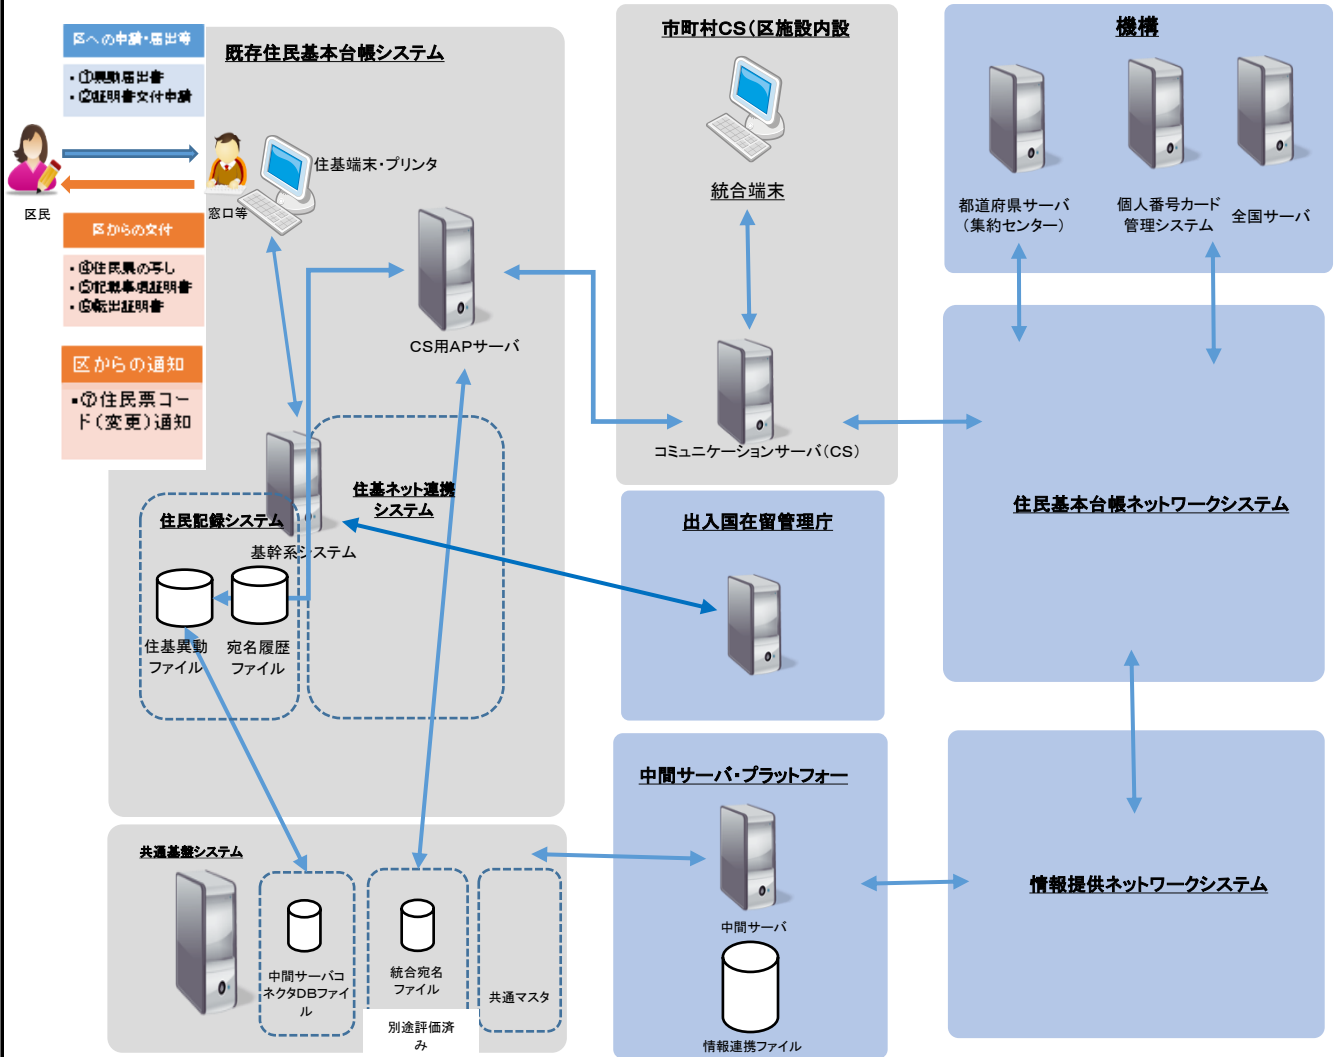 区への申請・届出等
・①異動届出書
・②証明書交付申請
区民
窓口等
区からの交付
・④住民票の写し
・⑤記載事項証明書
・⑥転出証明書
区からの通知
▪⑦住民票コー
ド(変更)通知
既存住民基本台帳システム
住基端末・プリンタ
CS用APサーバ
住基ネット連携
システム
住民記録システム
基幹系システム
住基異動
ファイル
宛名履歴
ファイル
市町村CS(区施設内設
統合端末
コミュニケーションサーバ(CS)
機構
都道府県サーバ
(集約センター)
個人番号カード
管理システム
全国サーバ
住民基本台帳ネットワークシステム
出入国在留管理庁
共通基盤システム
中間サーバコ
ネクタDBファイ
ル
統合宛名
ファイル
別途評価済
み
共通マスタ
中間サーバ・プラットフォー
中間サーバ
情報連携ファイル
情報提供ネットワークシステム